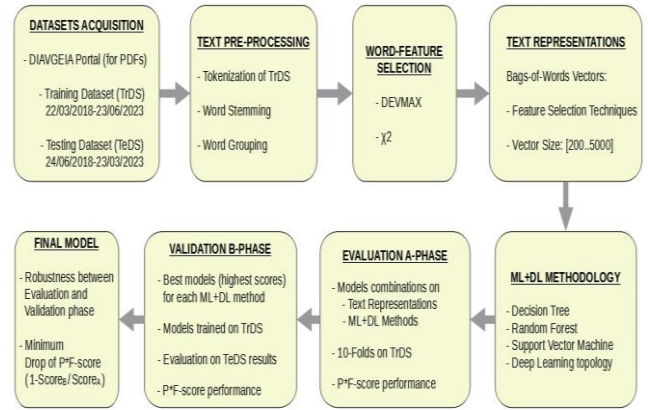 DATASETS ACQUISITION
- DIAVGEIA Portal (for PDFs)
- Training Dataset (TrDS)
22/03/2018-23/06/2023
- Testing Dataset (TeDS)
24/06/2018-23/03/2023
TEXT PRE-PROCESSING
- Tokenization of TrDS
- Word Stemming
- Word Grouping
WORD-FEATURE
SELECTION
- DEVMAX
- χ2
TEXT REPRESENTATIONS
Bags-of-Words Vectors:
- Feature Selection Techniques
- Vector Size: [200..5000]
ML+DL METHODOLOGY
- Decision Tree
- Random Forest
- Support Vector Machine
- Deep Learning topology
EVALUATION A-PHASE
- Models combinations on
- Text Representations
- ML+DL Methods
- 10-Folds on TrDS
- P*F-score performance
VALIDATION B-PHASE
- Best models (highest scores)
for each ML+DL method
- Models trained on TrDS
- Evaluation on TeDS results
- P*F-score performance
FINAL MODEL
- Robustness between
Evaluation and
Validation phase
- Minimum
Drop of P*F-score
(1-ScoreB/ScoreA)